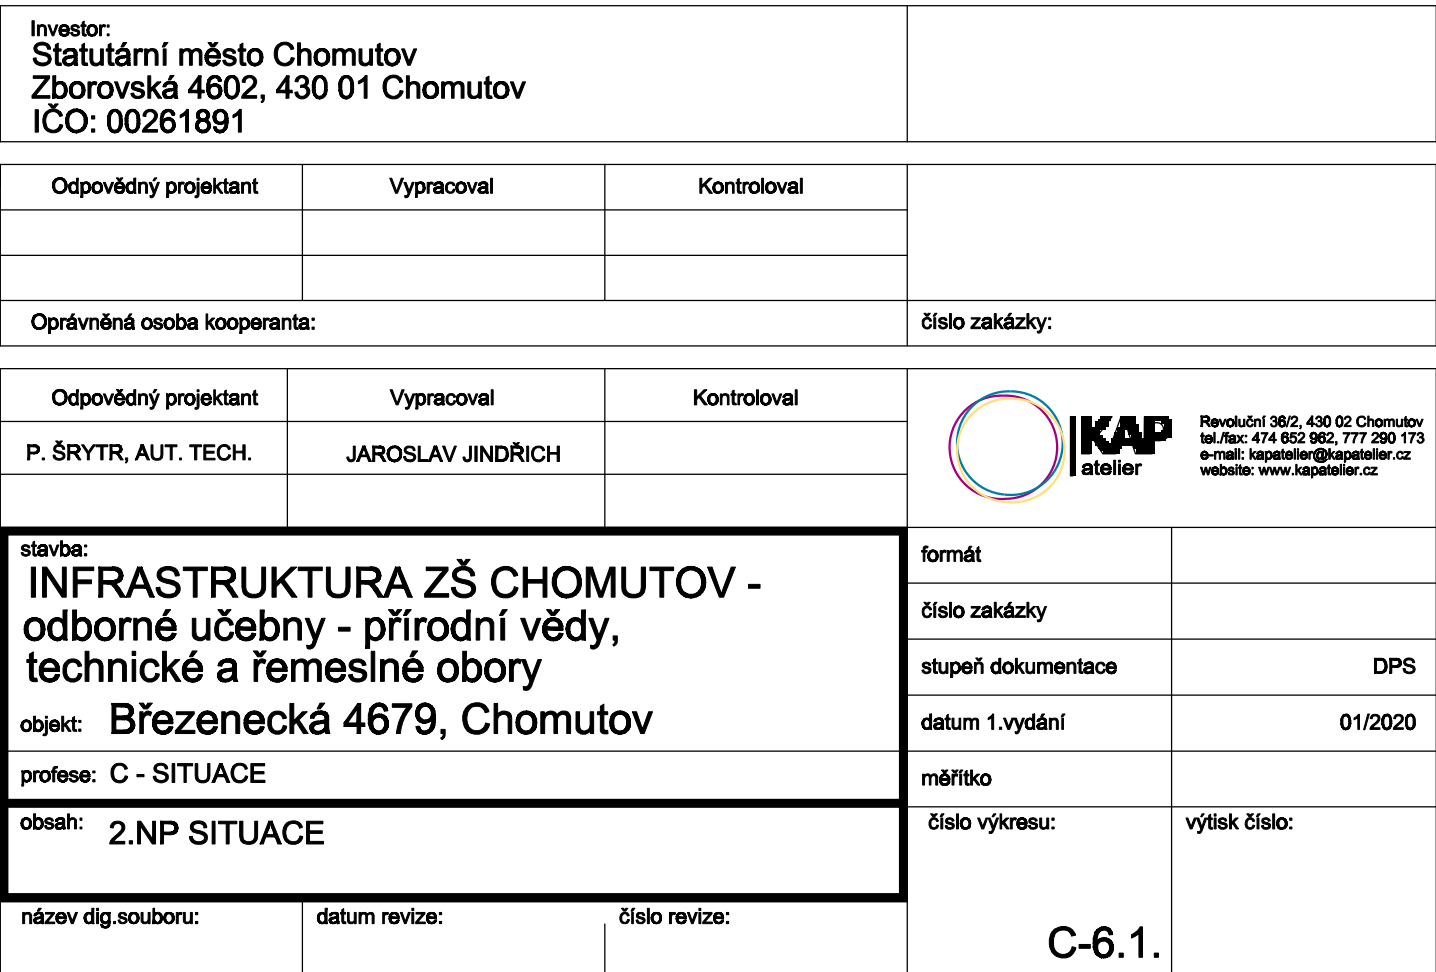 Investor:
Statutární město Chomutov
Zborovská 4602, 430 01 Chomutov
IČO: 00261891
Odpovědný projektant Vypracoval Kontroloval
Oprávněná osoba kooperanta: číslo zakázky:
Odpovědný projektant Vypracoval Kontroloval
P. ŠRYTR, AUT. TECH. JAROSLAV JINDŘICH
KAP
atelier
Revoluční 36/2, 430 02 Chomutov
tel./fax: 474 652 962, 777 290 173
e-mail: kapatelier@kapatelier.cz
website: www.kapatelier.cz
stavba:
INFRASTRUKTURA ZŠ CHOMUTOV -
odborné učebny - přírodní vědy,
technické a řemeslné obory
objekt: Březenecká 4679, Chomutov
profese: C - SITUACE
obsah: 2.NP SITUACE
formát
číslo zakázky
stupeň dokumentace DPS
datum 1.vydání 01/2020
měřítko
číslo výkresu: výtisk číslo:
C-6.1.
název dig.souboru: datum revize: číslo revize: